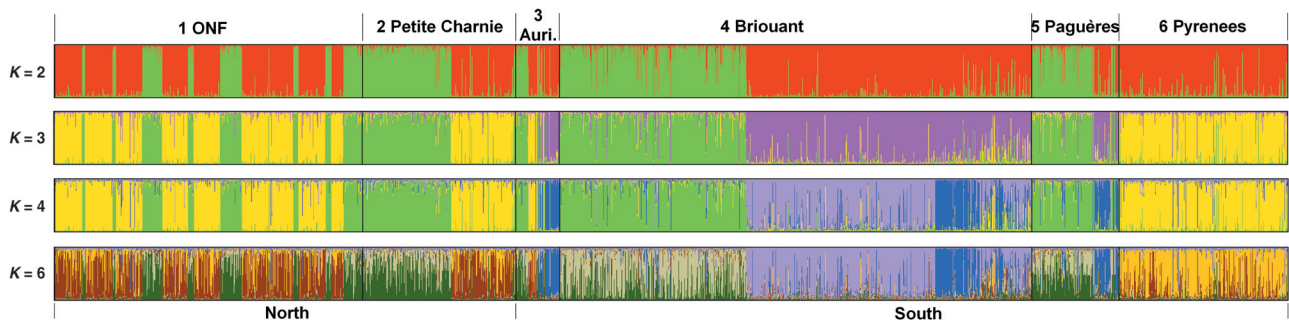 1 ONF
2 Petite Charnie
3
Auri.
4 Briouant
5 Paguères
6 Pyrenees
K = 2
K = 3
K = 4
K = 6
North
South